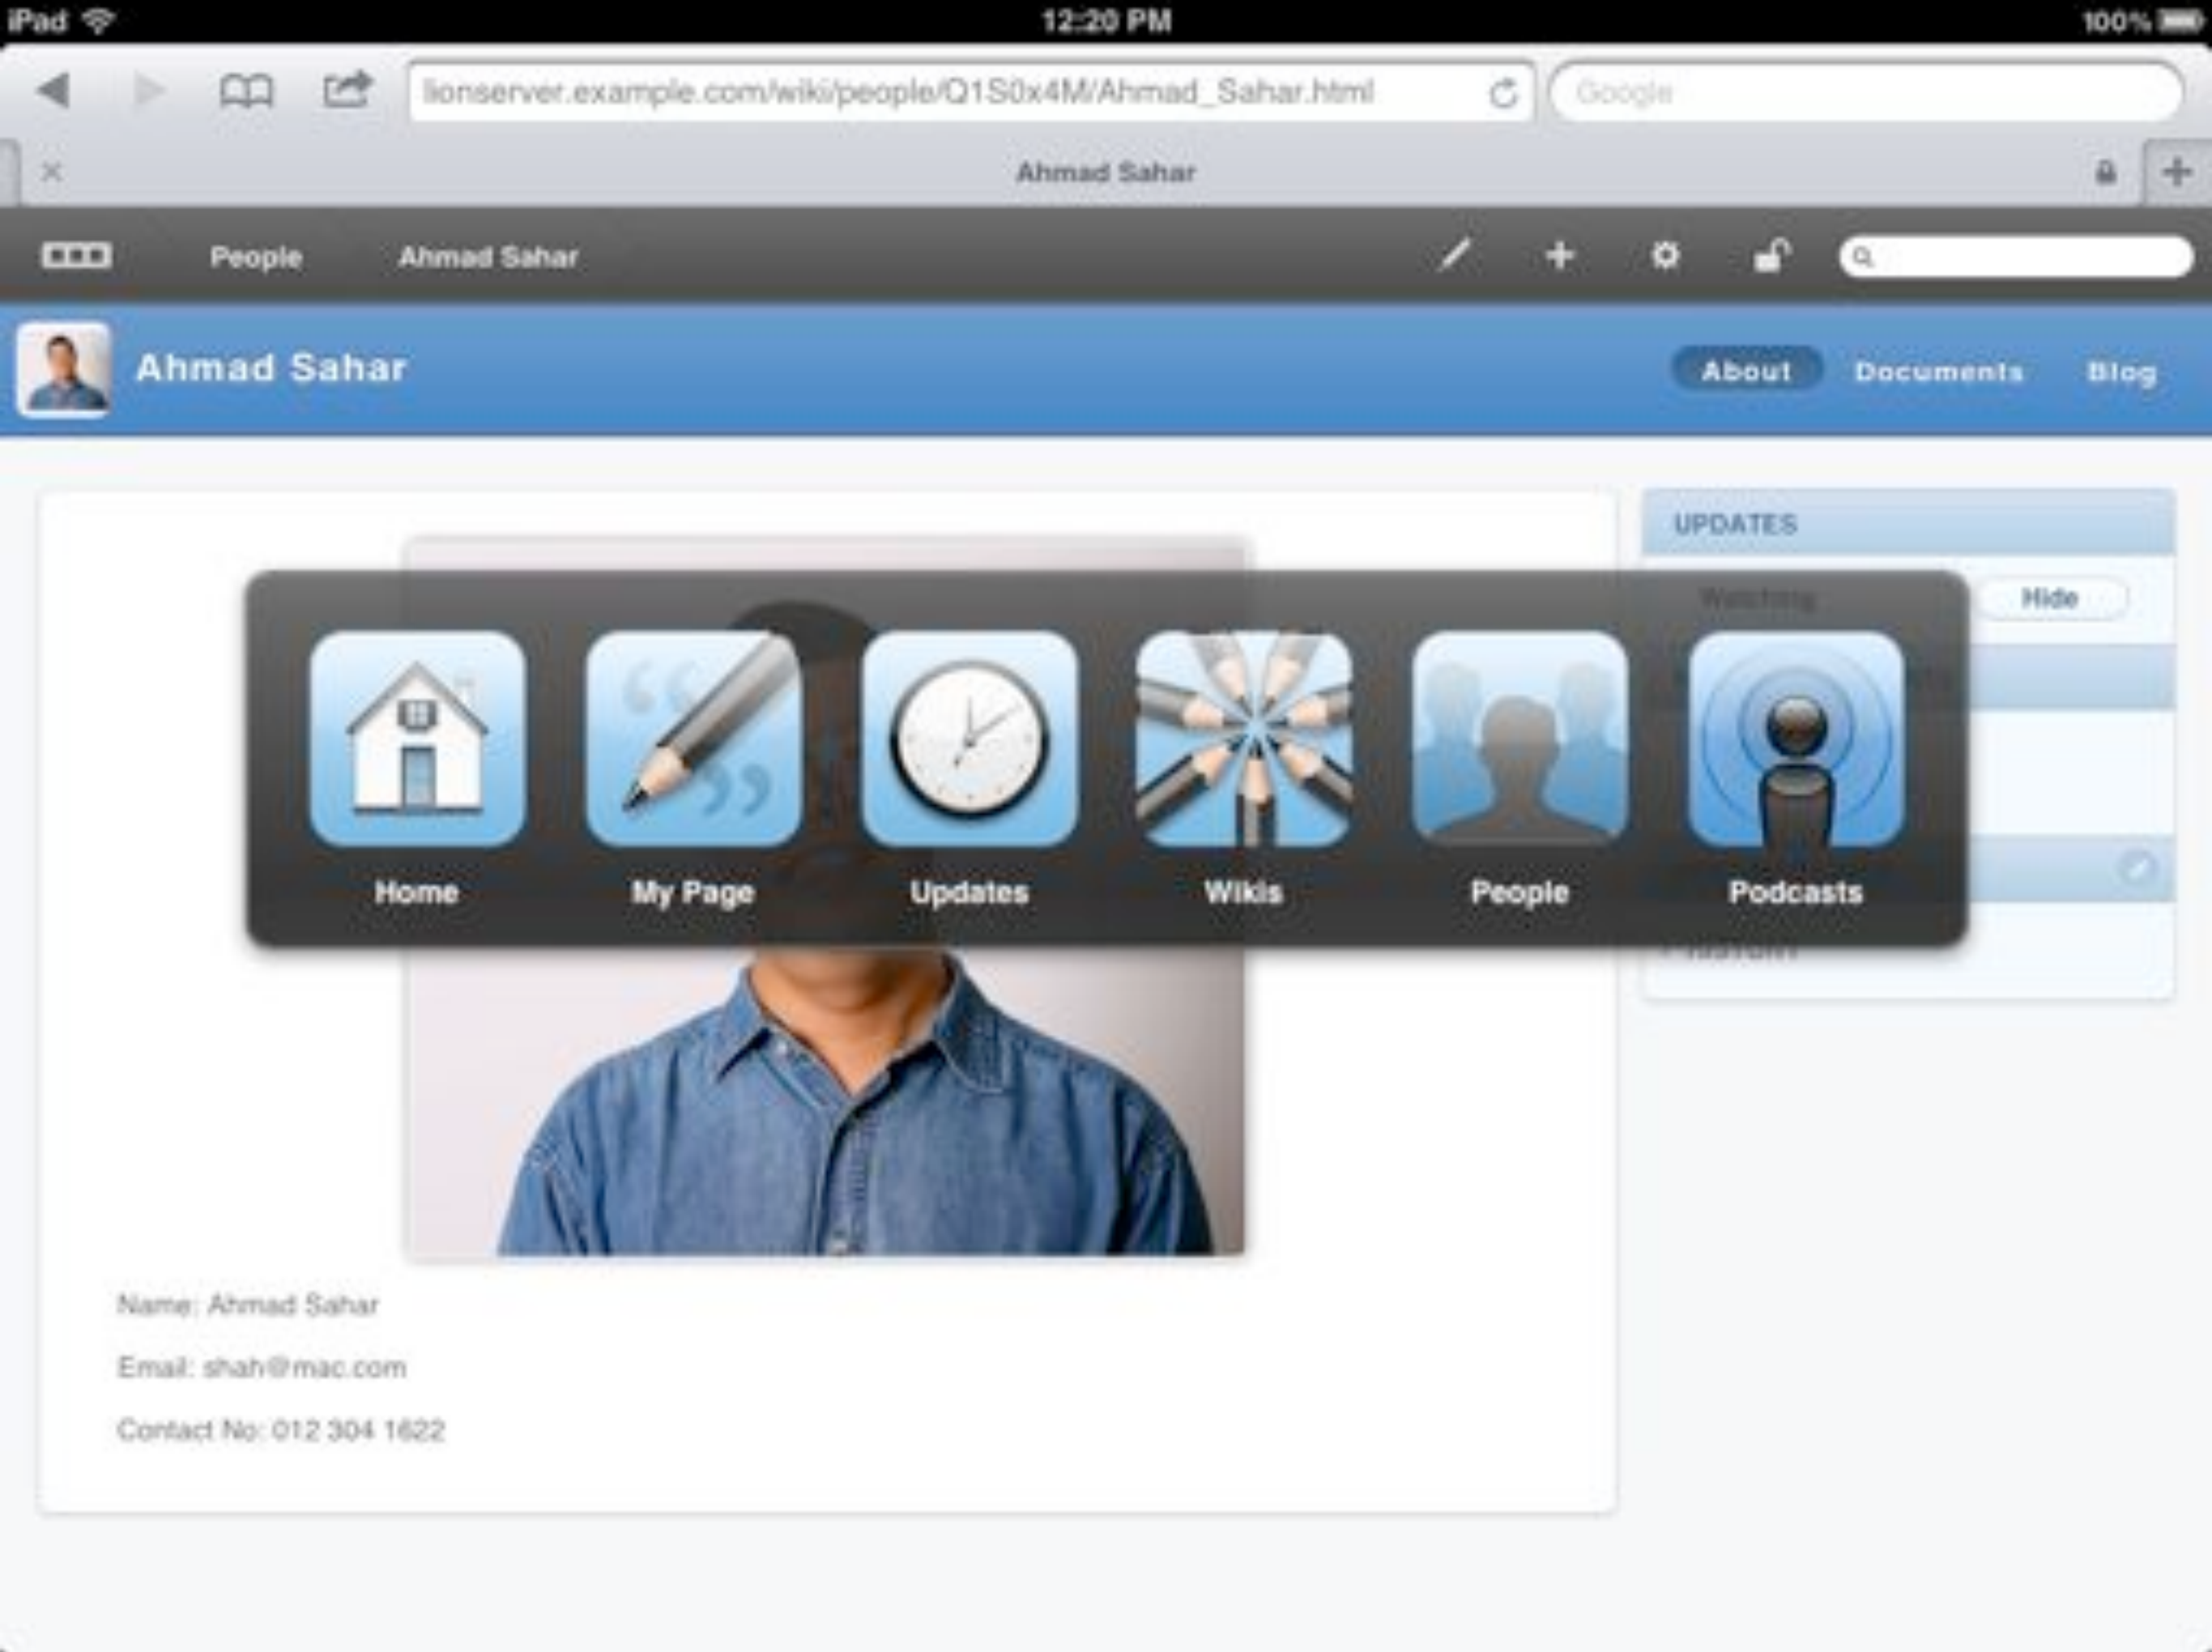 iPad 12:20 PM 100%
lionserver.example.com/wiki/people/Q1S0x4M/Ahmad_Sahar.html Google
Ahmad Sahar
People Ahmad Sahar
Ahmad Sahar About Documents Blog
UPDATES
Watching Hide
Home My Page Updates Wikis People Podcasts
Name: Ahmad Sahar
Email: shah@mac.com
Contact No: 012 304 1622